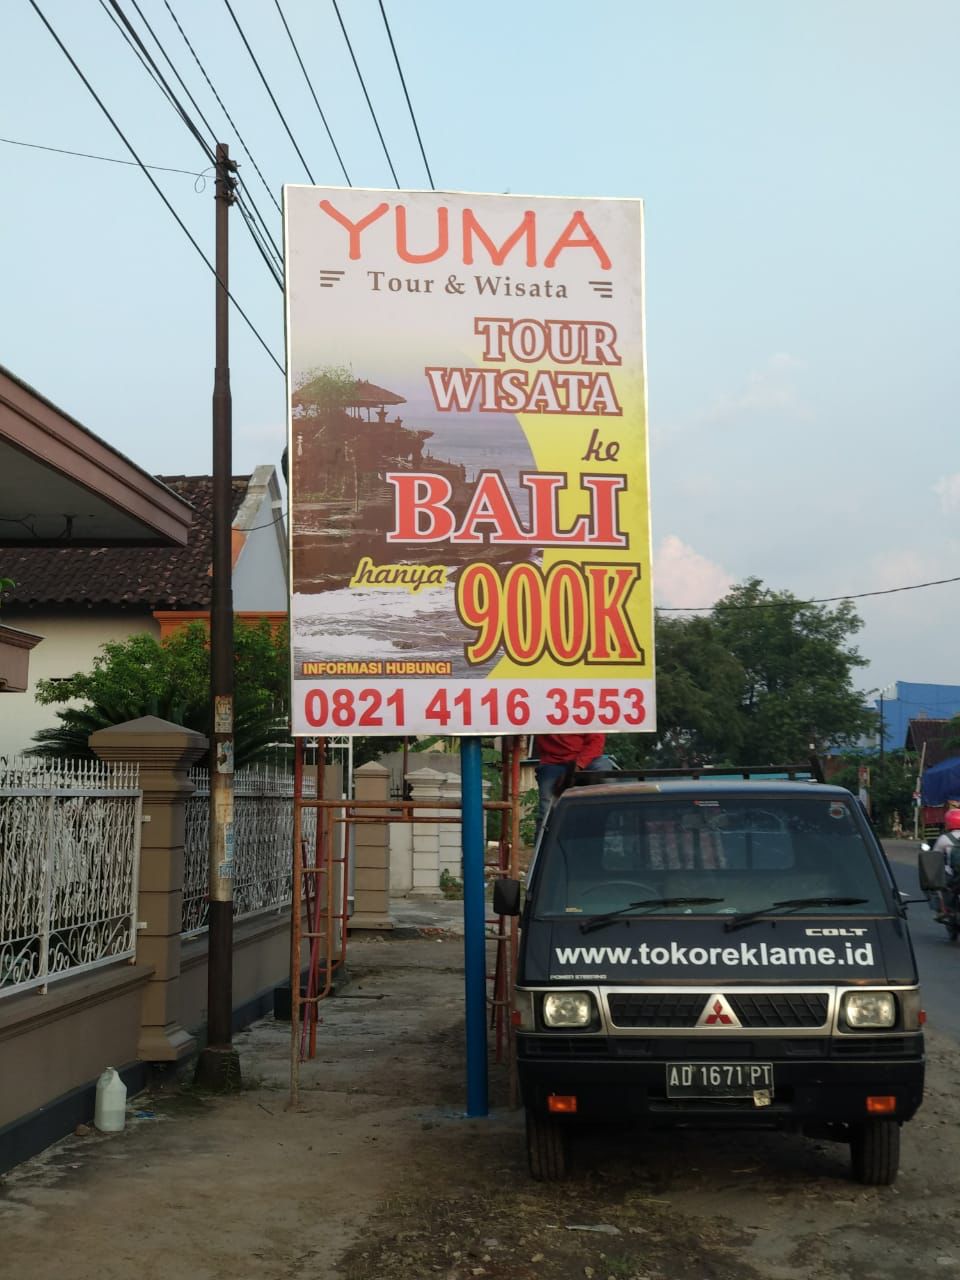 YUMA
Tour & Wisata
TOUR
WISATA
ke
BALI
hanya 900K
INFORMASI HUBUNGI
0821 4116 3553
COLT
www.tokoreklame.id
POWER STEERING
AD 1671 PT